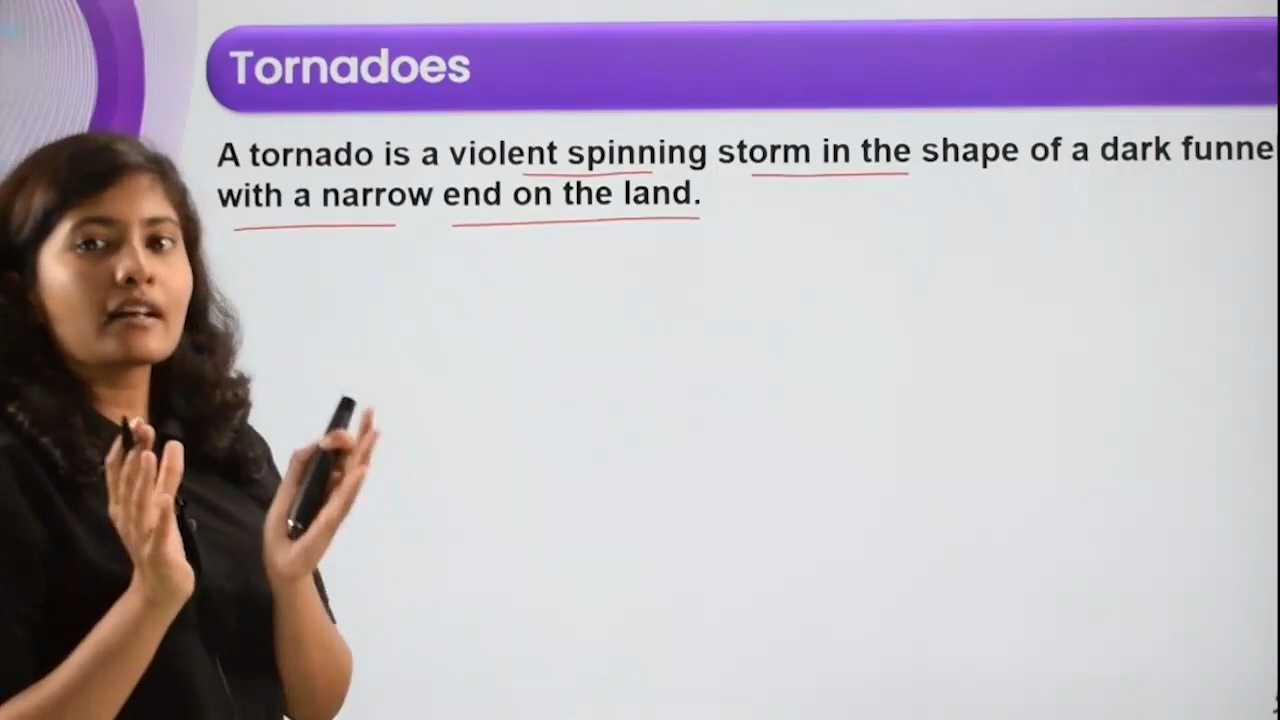 Tornadoes
A tornado is a violent spinning storm in the shape of a dark funne
with a narrow end on the land.